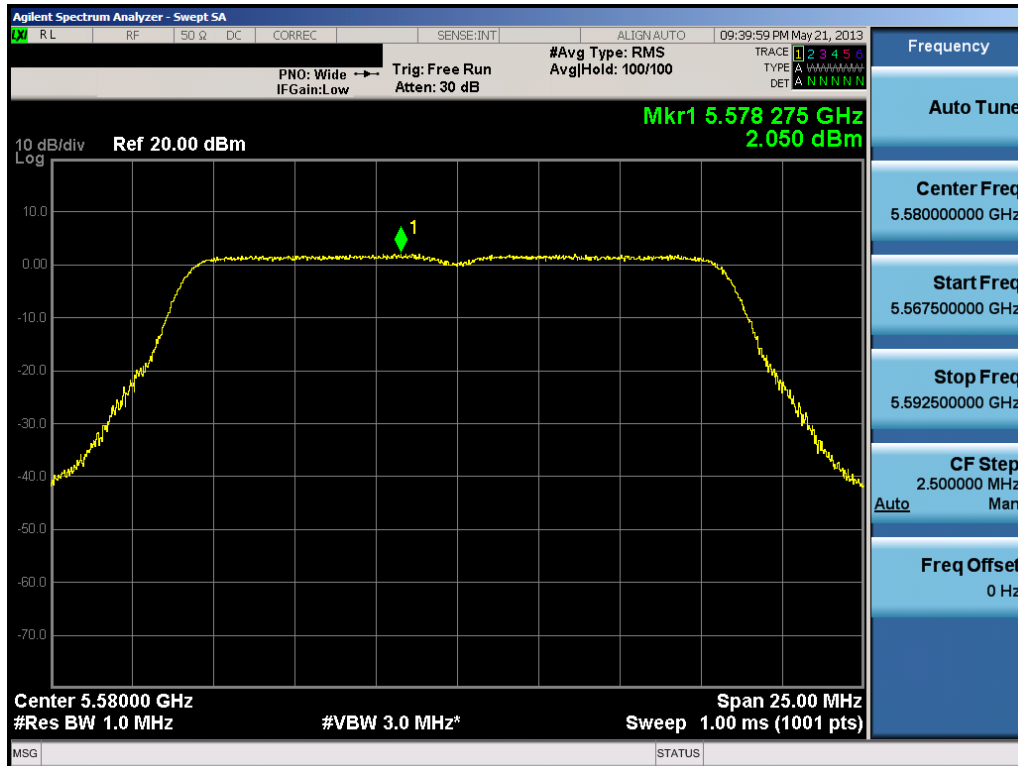 Agilent Spectrum Analyzer - Swept SA
LXI RL RF 50 Ω DC CORREC SENSE:INT ALIGN AUTO 09:39:59 PM May 21, 2013
PNO: Wide Trig: Free Run #Avg Type: RMS TRACE 1 2 3 4 5 6
IFGain:Low Atten: 30 dB Avg|Hold: 100/100 TYPE A WWWWW
DET A N N N N N
Mkr1 5.578 275 GHz
2.050 dBm
10 dB/div Ref 20.00 dBm
Log
10.0
1
0.00
-10.0
-20.0
-30.0
-40.0
-50.0
-60.0
-70.0
Center 5.58000 GHz Span 25.00 MHz
#Res BW 1.0 MHz #VBW 3.0 MHz* Sweep 1.00 ms (1001 pts)
MSG STATUS
Frequency
Auto Tune
Center Freq
5.580000000 GHz
Start Freq
5.567500000 GHz
Stop Freq
5.592500000 GHz
CF Step
2.500000 MHz
Auto Man
Freq Offset
0 Hz